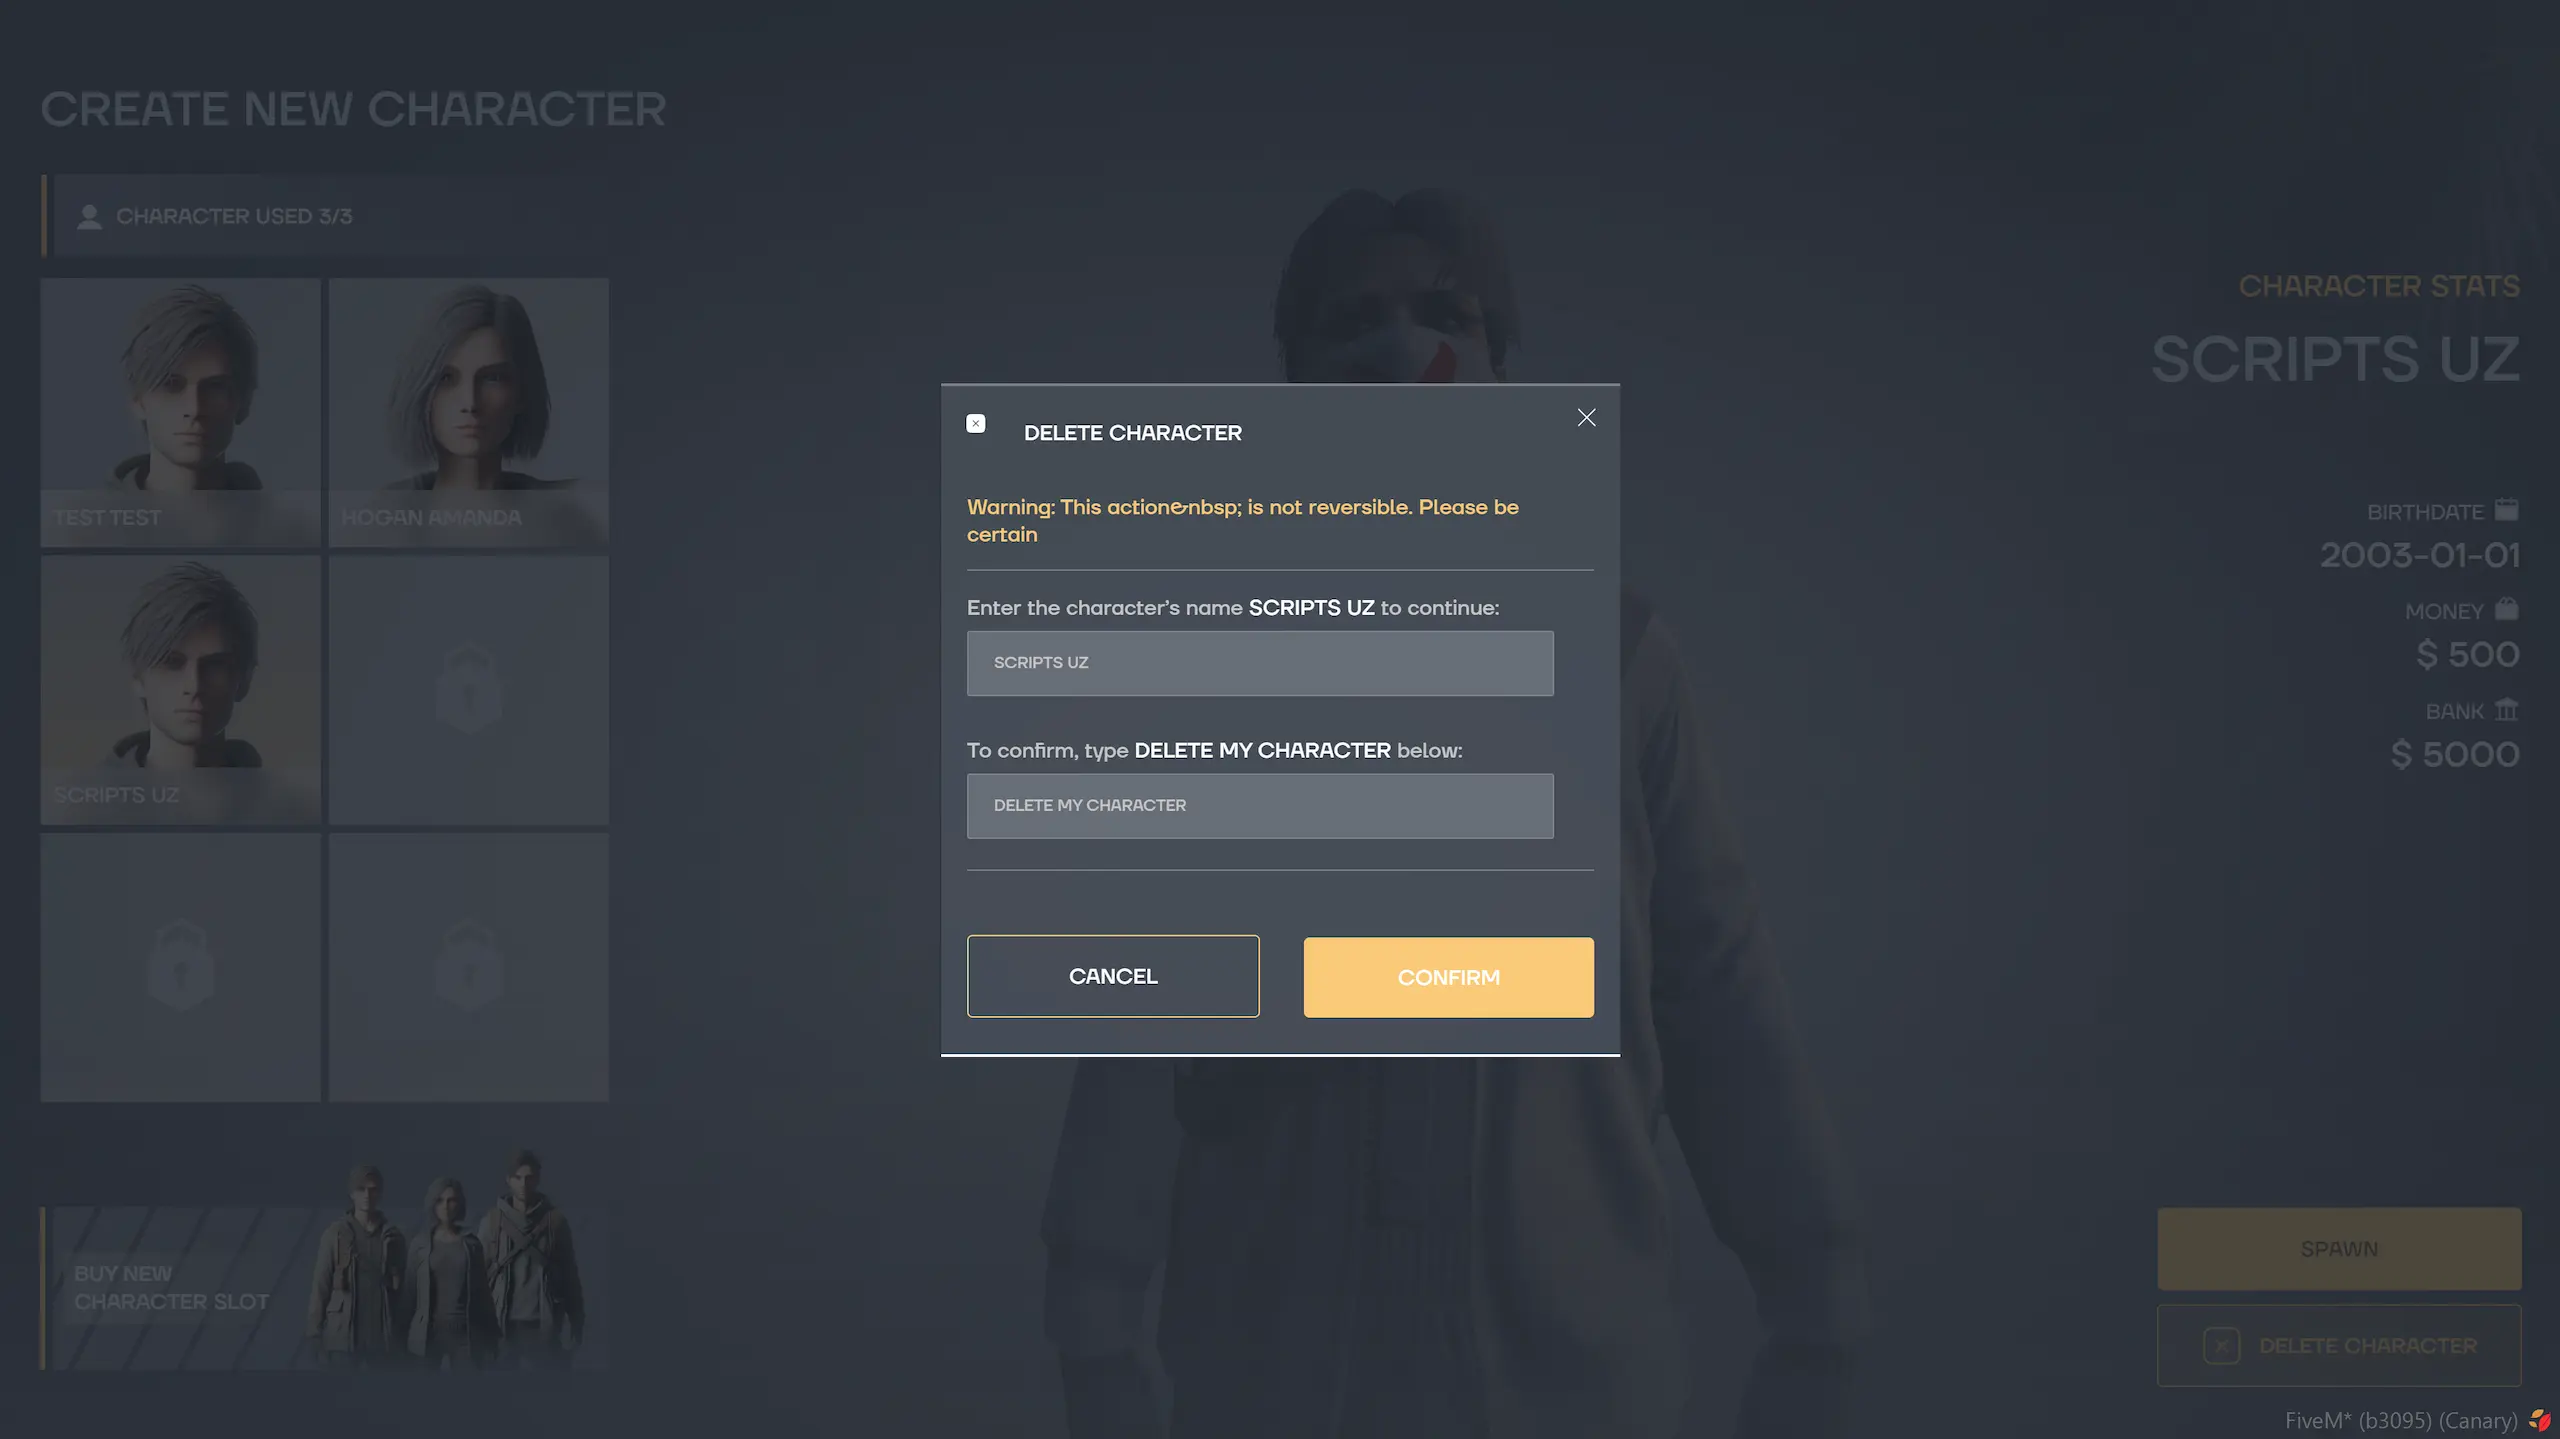 CREATE NEW CHARACTER
CHARACTER USED 3/3
TEST TEST
HOGAN AMANDA
SCRIPTS UZ
BUY NEW
CHARACTER SLOT
DELETE CHARACTER
Warning: This action&nbsp; is not reversible. Please be
certain
Enter the character's name SCRIPTS UZ to continue:
SCRIPTS UZ
To confirm, type DELETE MY CHARACTER below:
DELETE MY CHARACTER
CANCEL
CONFIRM
CHARACTER STATS
SCRIPTS UZ
BIRTHDATE
2003-01-01
MONEY
$ 500
BANK
$ 5000
SPAWN
DELETE CHARACTER
FiveM* (b3095) (Canary)